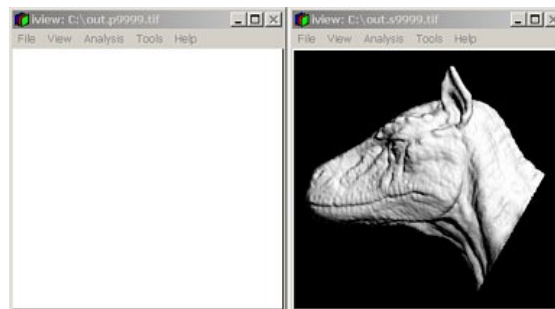 iview: C:\out.p9999.tif
File View Analysis Tools Help
iview: C:\out.s9999.tif
File View Analysis Tools Help